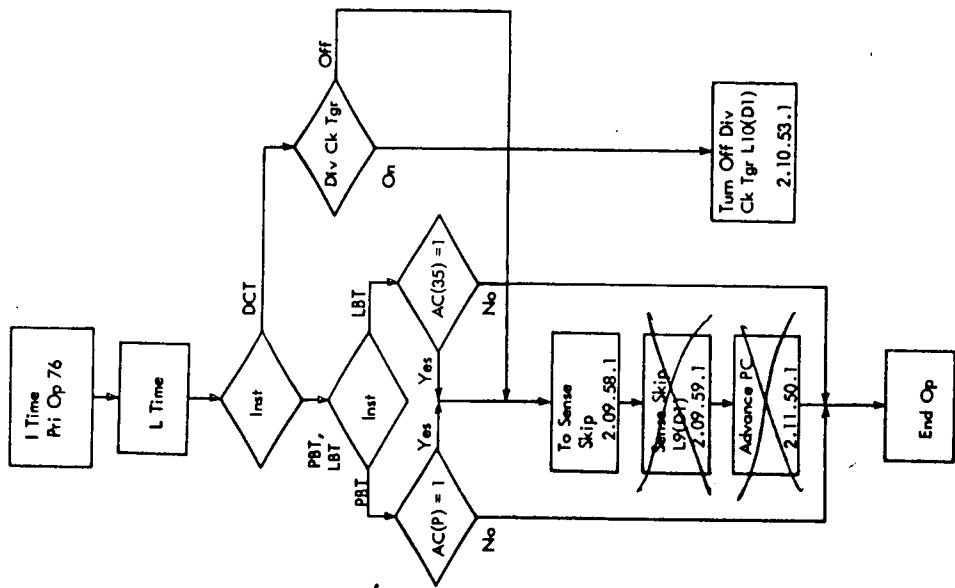 I Time
Pri Op 76
L Time
Inst
DCT
Div Ck Tgr
Off
On
PBT,
LBT
Inst
PBT
LBT
AC(P) = 1
Yes
Yes
AC(35) = 1
No
No
To Sense
Skip
2.09.58.1
Sense Skip
L9(D1)
2.09.59.1
Advance PC
2.11.50.1
Turn Off Div
Ck Tgr L10(D1)
2.10.53.1
End Op